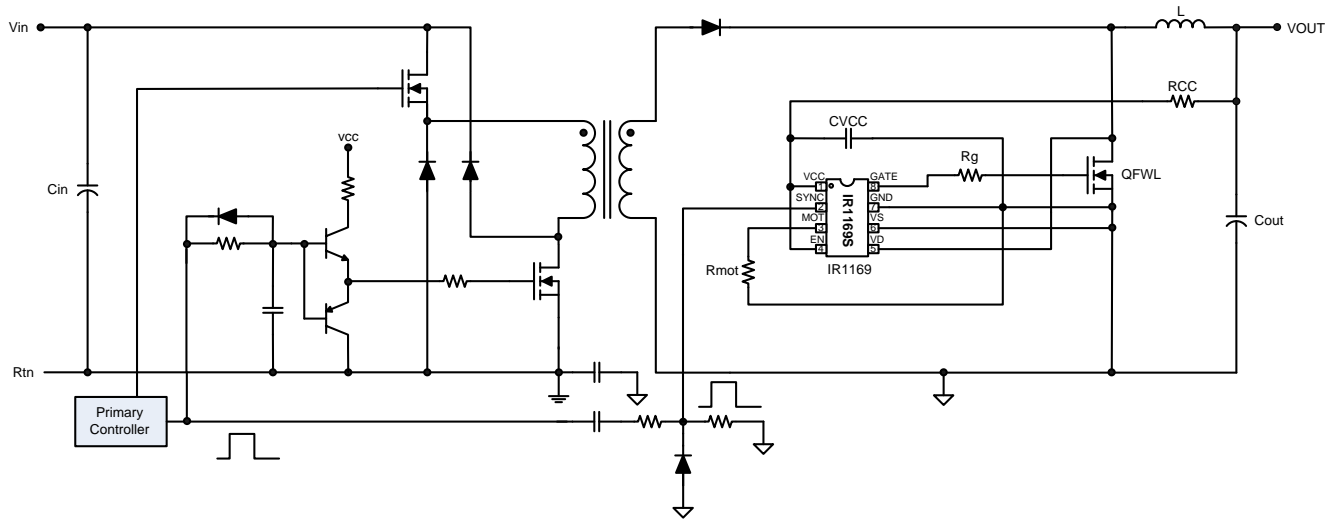 Vin
L
VOUT
RCC
CVCC
vcc
Rg
Cin
VCC
GATE
1
8
QFWL
SYNC
GND
2
7
MOT
VS
3
6
EN
VD
4
5
IR1169S
IR1169
Cout
Rmot
Rtn
Primary
Controller